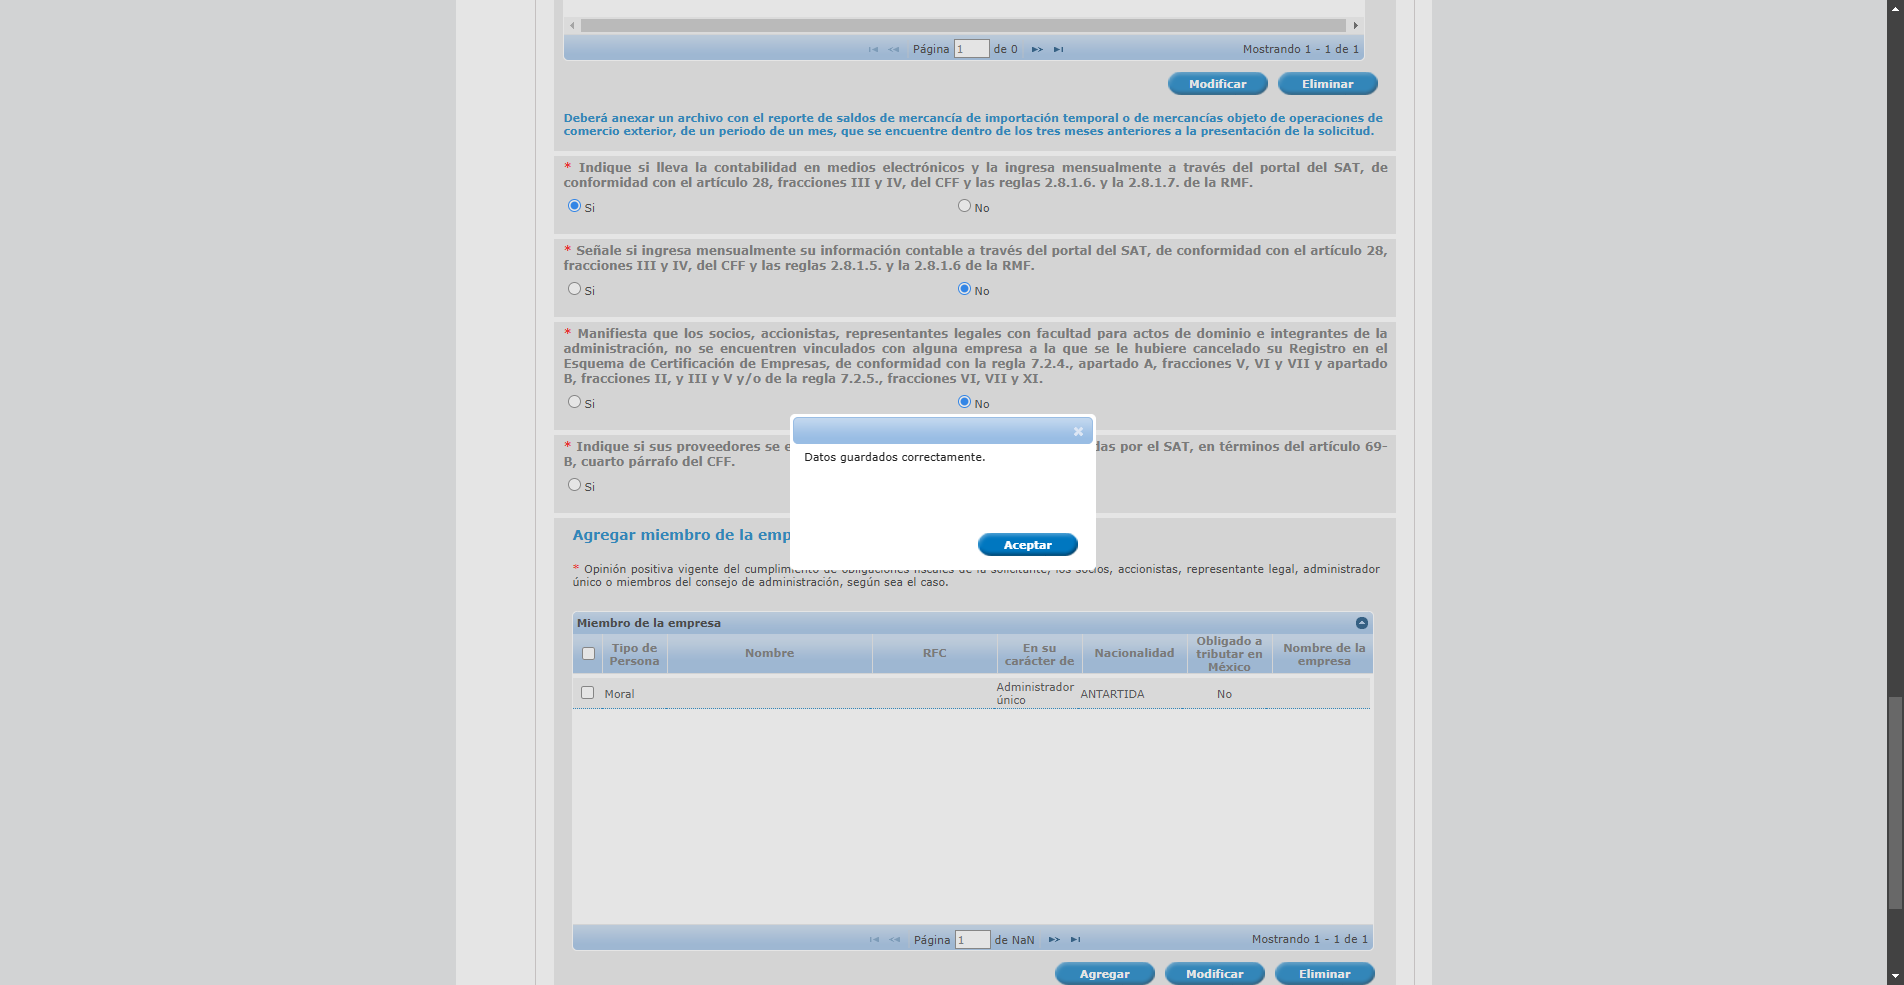 Página 1 de 0
Mostrando 1 - 1 de 1
Modificar
Eliminar
Deberá anexar un archivo con el reporte de saldos de mercancía de importación temporal o de mercancías objeto de operaciones de
comercio exterior, de un periodo de un mes, que se encuentre dentro de los tres meses anteriores a la presentación de la solicitud.
* Indique si lleva la contabilidad en medios electrónicos y la ingresa mensualmente a través del portal del SAT, de
conformidad con el artículo 28, fracciones III y IV, del CFF y las reglas 2.8.1.6. y la 2.8.1.7. de la RMF.
Si
No
* Señale si ingresa mensualmente su información contable a través del portal del SAT, de conformidad con el artículo 28,
fracciones III y IV, del CFF y las reglas 2.8.1.5. y la 2.8.1.6 de la RMF.
Si
No
* Manifiesta que los socios, accionistas, representantes legales con facultad para actos de dominio e integrantes de la
administración, no se encuentren vinculados con alguna empresa a la que se le hubiere cancelado su Registro en el
Esquema de Certificación de Empresas, de conformidad con la regla 7.2.4., apartado A, fracciones V, VI y VII y apartado
B, fracciones II, y III y V y/o de la regla 7.2.5., fracciones VI, VII y XI.
Si
No
* Indique si sus proveedores se e
das por el SAT, en términos del artículo 69-
B, cuarto párrafo del CFF.
Si
Datos guardados correctamente.
Aceptar
Agregar miembro de la emp
* Opinión positiva vigente del cumplimiento de obligaciones fiscales de la solicitante, los socios, accionistas, representante legal, administrador
único o miembros del consejo de administración, según sea el caso.
Miembro de la empresa
Tipo de
Persona
Nombre
RFC
En su
carácter de
Nacionalidad
Obligado a
tributar en
México
Nombre de la
empresa
Moral
Administrador
único
ANTARTIDA
No
Página 1 de NaN
Mostrando 1 - 1 de 1
Agregar
Modificar
Eliminar